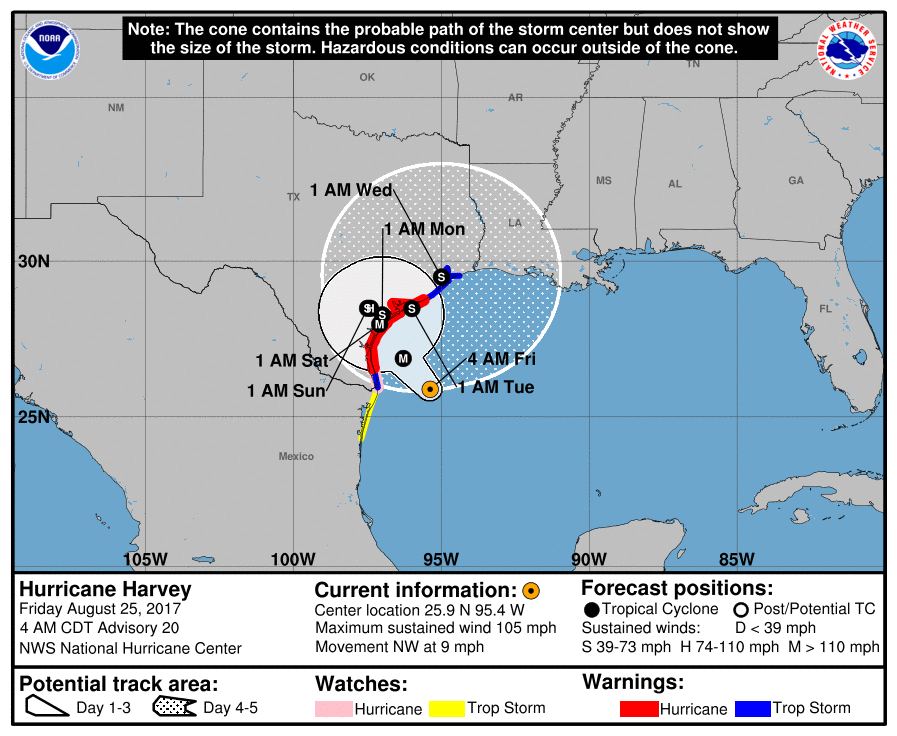 Note: The cone contains the probable path of the storm center but does not show
the size of the storm. Hazardous conditions can occur outside of the cone.
NOAA
NATIONAL WEATHER SERVICE
TN
OK
AR
NM
MS
AL
GA
TX
LA
1 AM Wed
1 AM Mon
30N
S
FL
SH
S
S
M
1 AM Sat
M
4 AM Fri
1 AM Sun
1 AM Tue
25N
Mexico
105W
100W
95W
90W
85W
Hurricane Harvey
Friday August 25, 2017
4 AM CDT Advisory 20
NWS National Hurricane Center
Current information:
Center location 25.9 N 95.4 W
Maximum sustained wind 105 mph
Movement NW at 9 mph
Forecast positions:
Tropical Cyclone
Post/Potential TC
Sustained winds:
D < 39 mph
S 39-73 mph H 74-110 mph M > 110 mph
Potential track area:
Day 1-3
Day 4-5
Watches:
Hurricane
Trop Storm
Warnings:
Hurricane
Trop Storm